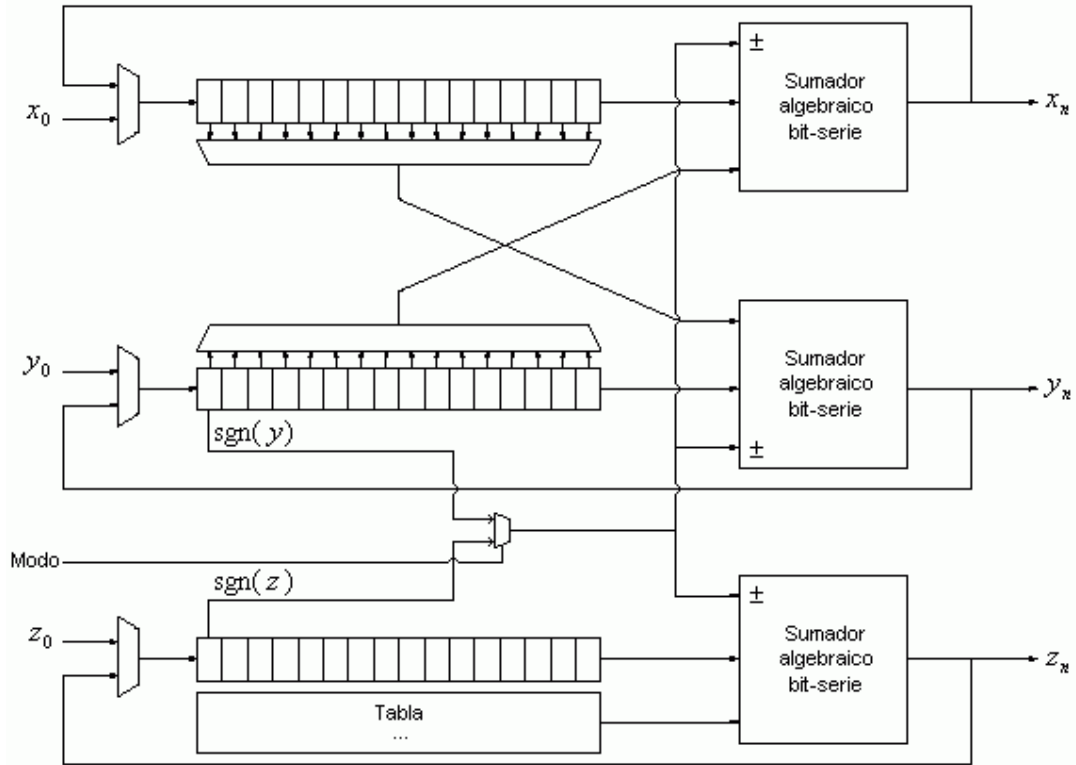 ±
Sumador
algebraico
bit-serie
x₀
xₙ
y₀
Sumador
algebraico
bit-serie
yₙ
sgn(y)
±
Modo
sgn(z)
±
z₀
Sumador
algebraico
bit-serie
zₙ
Tabla
...